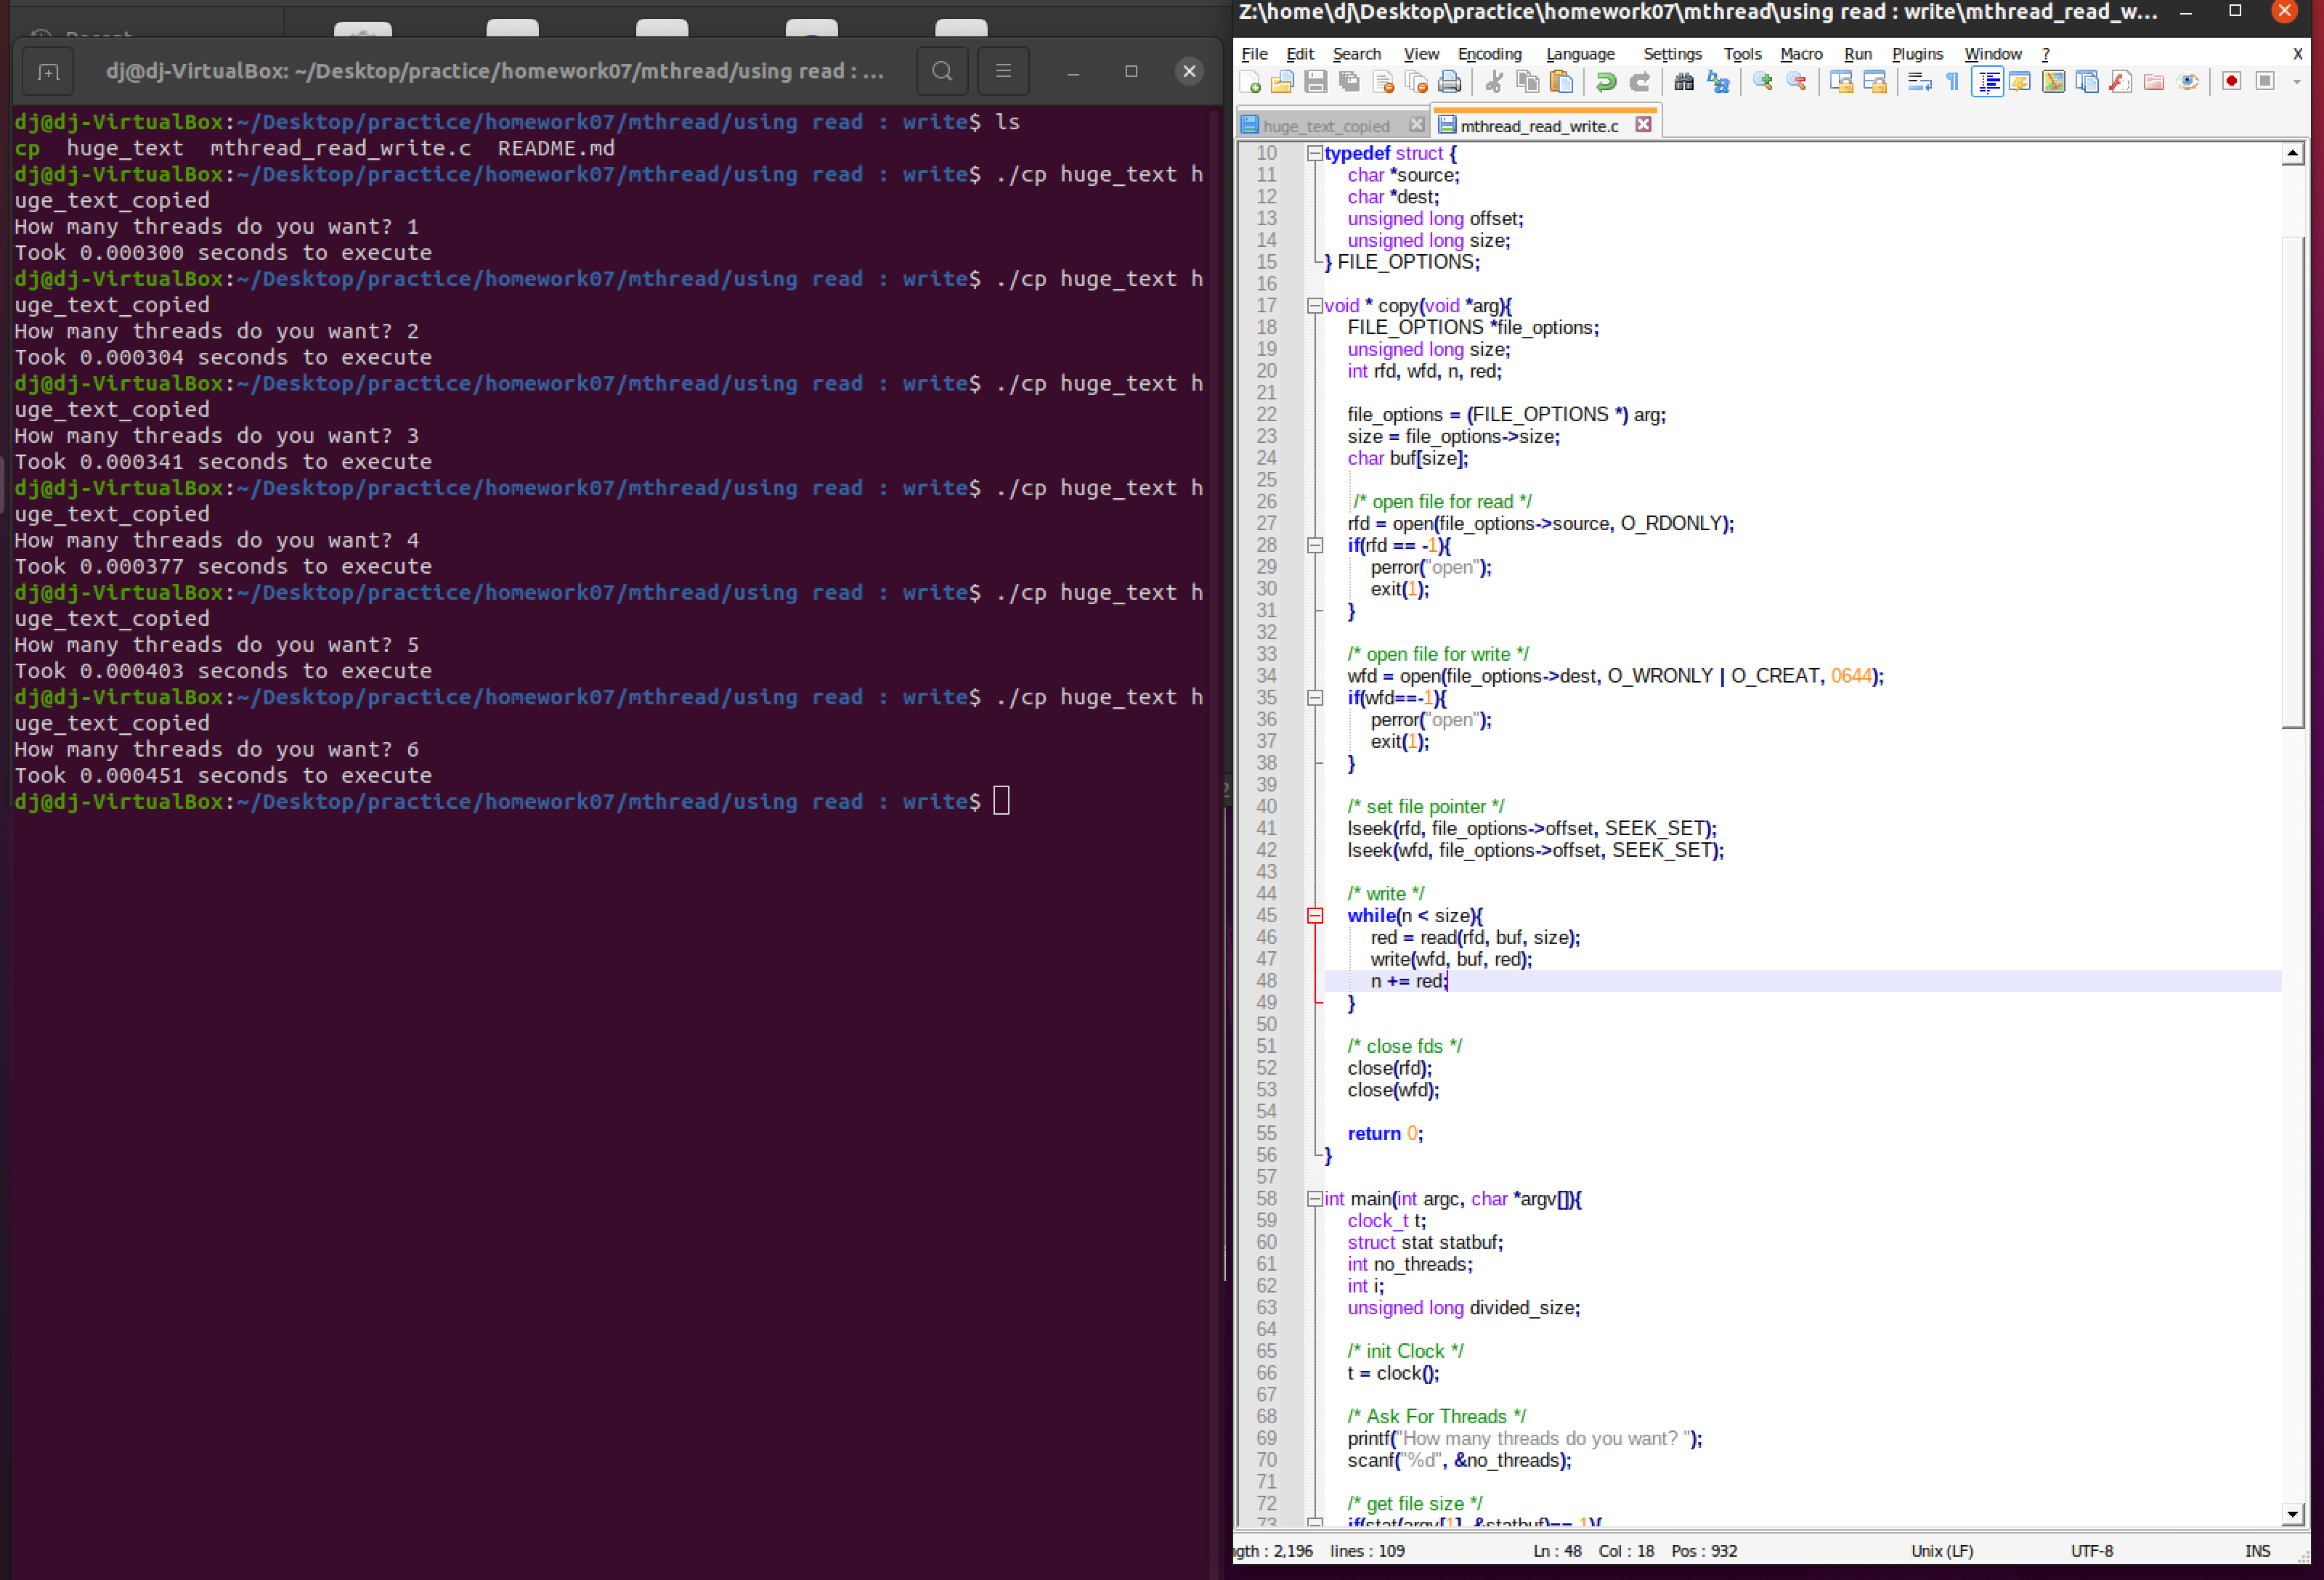 Recent
dj@dj-VirtualBox: ~/Desktop/practice/homework07/mthread/using read : ...
dj@dj-VirtualBox:~/Desktop/practice/homework07/mthread/using read : write$ ls
cp  huge_text  mthread_read_write.c  README.md
dj@dj-VirtualBox:~/Desktop/practice/homework07/mthread/using read : write$ ./cp huge_text h
uge_text_copied
How many threads do you want? 1
Took 0.000300 seconds to execute
dj@dj-VirtualBox:~/Desktop/practice/homework07/mthread/using read : write$ ./cp huge_text h
uge_text_copied
How many threads do you want? 2
Took 0.000304 seconds to execute
dj@dj-VirtualBox:~/Desktop/practice/homework07/mthread/using read : write$ ./cp huge_text h
uge_text_copied
How many threads do you want? 3
Took 0.000341 seconds to execute
dj@dj-VirtualBox:~/Desktop/practice/homework07/mthread/using read : write$ ./cp huge_text h
uge_text_copied
How many threads do you want? 4
Took 0.000377 seconds to execute
dj@dj-VirtualBox:~/Desktop/practice/homework07/mthread/using read : write$ ./cp huge_text h
uge_text_copied
How many threads do you want? 5
Took 0.000403 seconds to execute
dj@dj-VirtualBox:~/Desktop/practice/homework07/mthread/using read : write$ ./cp huge_text h
uge_text_copied
How many threads do you want? 6
Took 0.000451 seconds to execute
dj@dj-VirtualBox:~/Desktop/practice/homework07/mthread/using read : write$
Z:\home\dj\Desktop\practice\homework07\mthread\using read : write\mthread_read_w...
File Edit Search View Encoding Language Settings Tools Macro Run Plugins Window ? X
huge_text_copied mthread_read_write.c
10 typedef struct {
11 char *source;
12 char *dest;
13 unsigned long offset;
14 unsigned long size;
15 } FILE_OPTIONS;
16
17 void * copy(void *arg){
18 FILE_OPTIONS *file_options;
19 unsigned long size;
20 int rfd, wfd, n, red;
21
22 file_options = (FILE_OPTIONS *) arg;
23 size = file_options->size;
24 char buf[size];
25
26 /* open file for read */
27 rfd = open(file_options->source, O_RDONLY);
28 if(rfd == -1){
29 perror("open");
30 exit(1);
31 }
32
33 /* open file for write */
34 wfd = open(file_options->dest, O_WRONLY | O_CREAT, 0644);
35 if(wfd==-1){
36 perror("open");
37 exit(1);
38 }
39
40 /* set file pointer */
41 lseek(rfd, file_options->offset, SEEK_SET);
42 lseek(wfd, file_options->offset, SEEK_SET);
43
44 /* write */
45 while(n < size){
46 red = read(rfd, buf, size);
47 write(wfd, buf, red);
48 n += red;
49 }
50
51 /* close fds */
52 close(rfd);
53 close(wfd);
54
55 return 0;
56 }
57
58 int main(int argc, char *argv[]){
59 clock_t t;
60 struct stat statbuf;
61 int no_threads;
62 int i;
63 unsigned long divided_size;
64
65 /* init Clock */
66 t = clock();
67
68 /* Ask For Threads */
69 printf("How many threads do you want? ");
70 scanf("%d", &no_threads);
71
72 /* get file size */
73 if(stat(argv[1], &statbuf)==-1){
ngth : 2,196 lines : 109 Ln : 48 Col : 18 Pos : 932 Unix (LF) UTF-8 INS